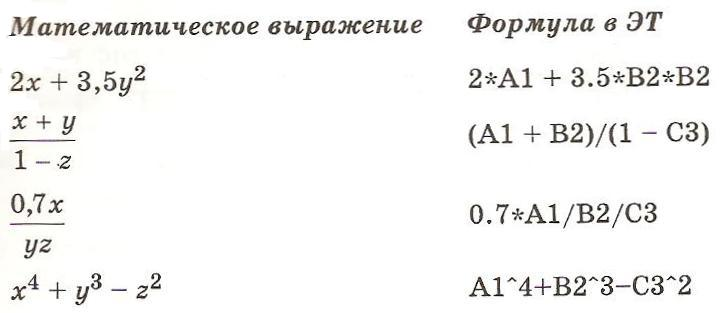 Математическое выражение Формула в ЭТ
2x + 3,5y² 2*A1 + 3.5*B2*B2
x + y
1 – z
(A1 + B2)/(1 – C3)
0,7x
yz
0.7*A1/B2/C3
x⁴ + y³ – z² A1^4+B2^3–C3^2